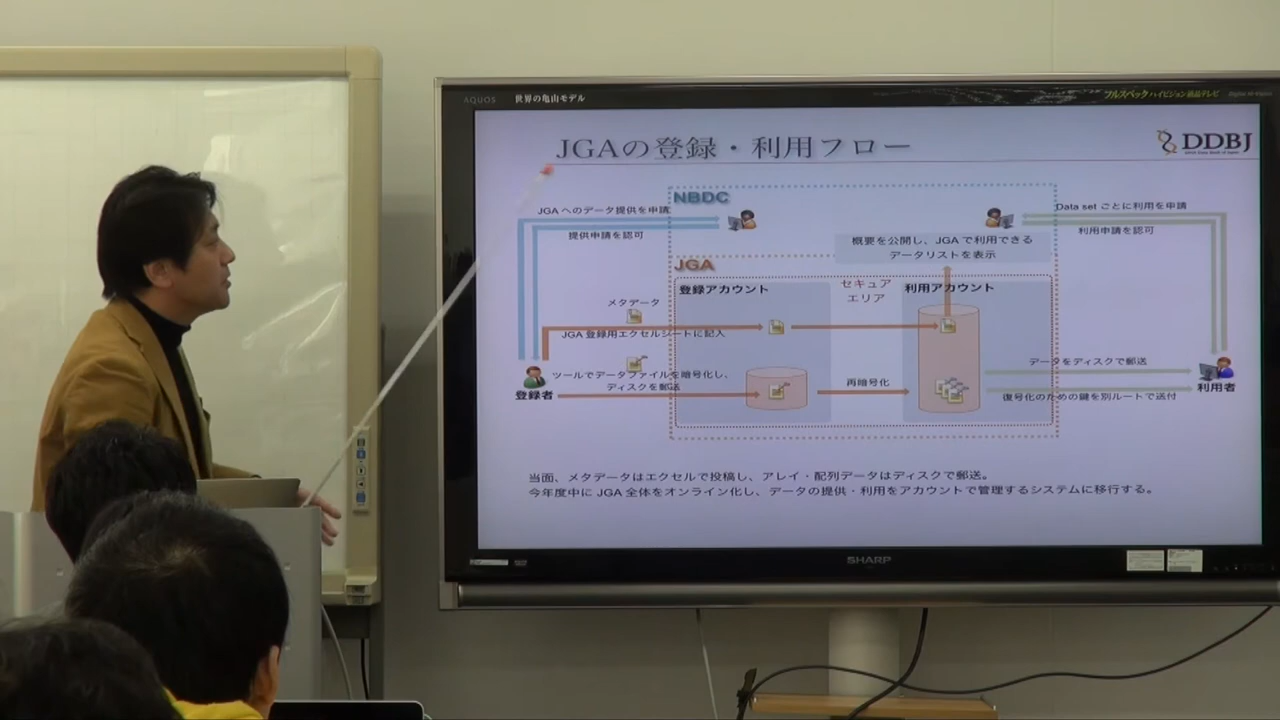 AQUOS 世界の亀山モデル
フルスペックハイビジョン液晶テレビ
JGAの登録・利用フロー
DDBJ
NBDC
JGA へのデータ提供を申請
提供申請を認可
Data set ごとに利用を申請
利用申請を認可
概要を公開し、JGA で利用できる
データリストを表示
JGA
登録アカウント
セキュア
エリア
利用アカウント
メタデータ
JGA 登録用エクセルシートに記入
ツールでデータファイルを暗号化し、
ディスクを郵送
登録者
再暗号化
データをディスクで郵送
復号化のための鍵を別ルートで送付
利用者
当面、メタデータはエクセルで投稿し、アレイ・配列データはディスクで郵送。
今年度中に JGA 全体をオンライン化し、データの提供・利用をアカウントで管理するシステムに移行する。
SHARP